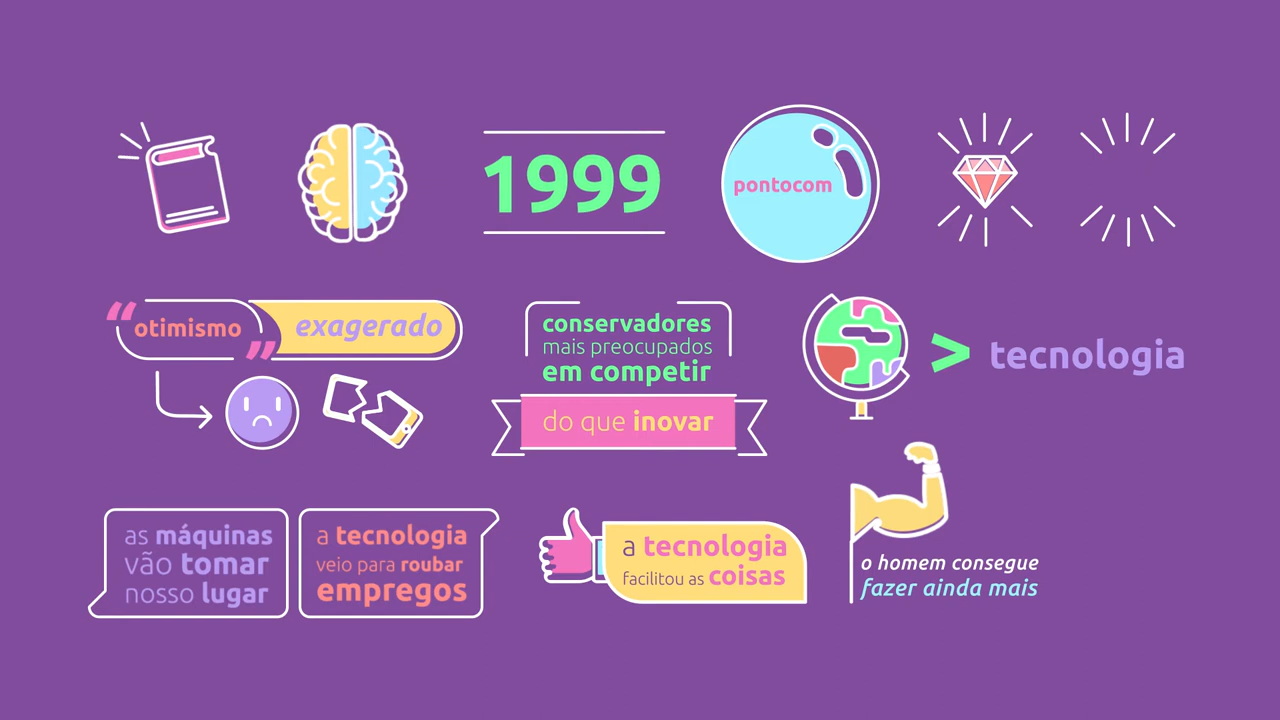 1999
pontocom
“otimismo”
exagerado
conservadores
mais preocupados
em competir
do que inovar
> tecnologia
as máquinas
vão tomar
nosso lugar
a tecnologia
veio para roubar
empregos
a tecnologia
facilitou as coisas
o homem consegue
fazer ainda mais